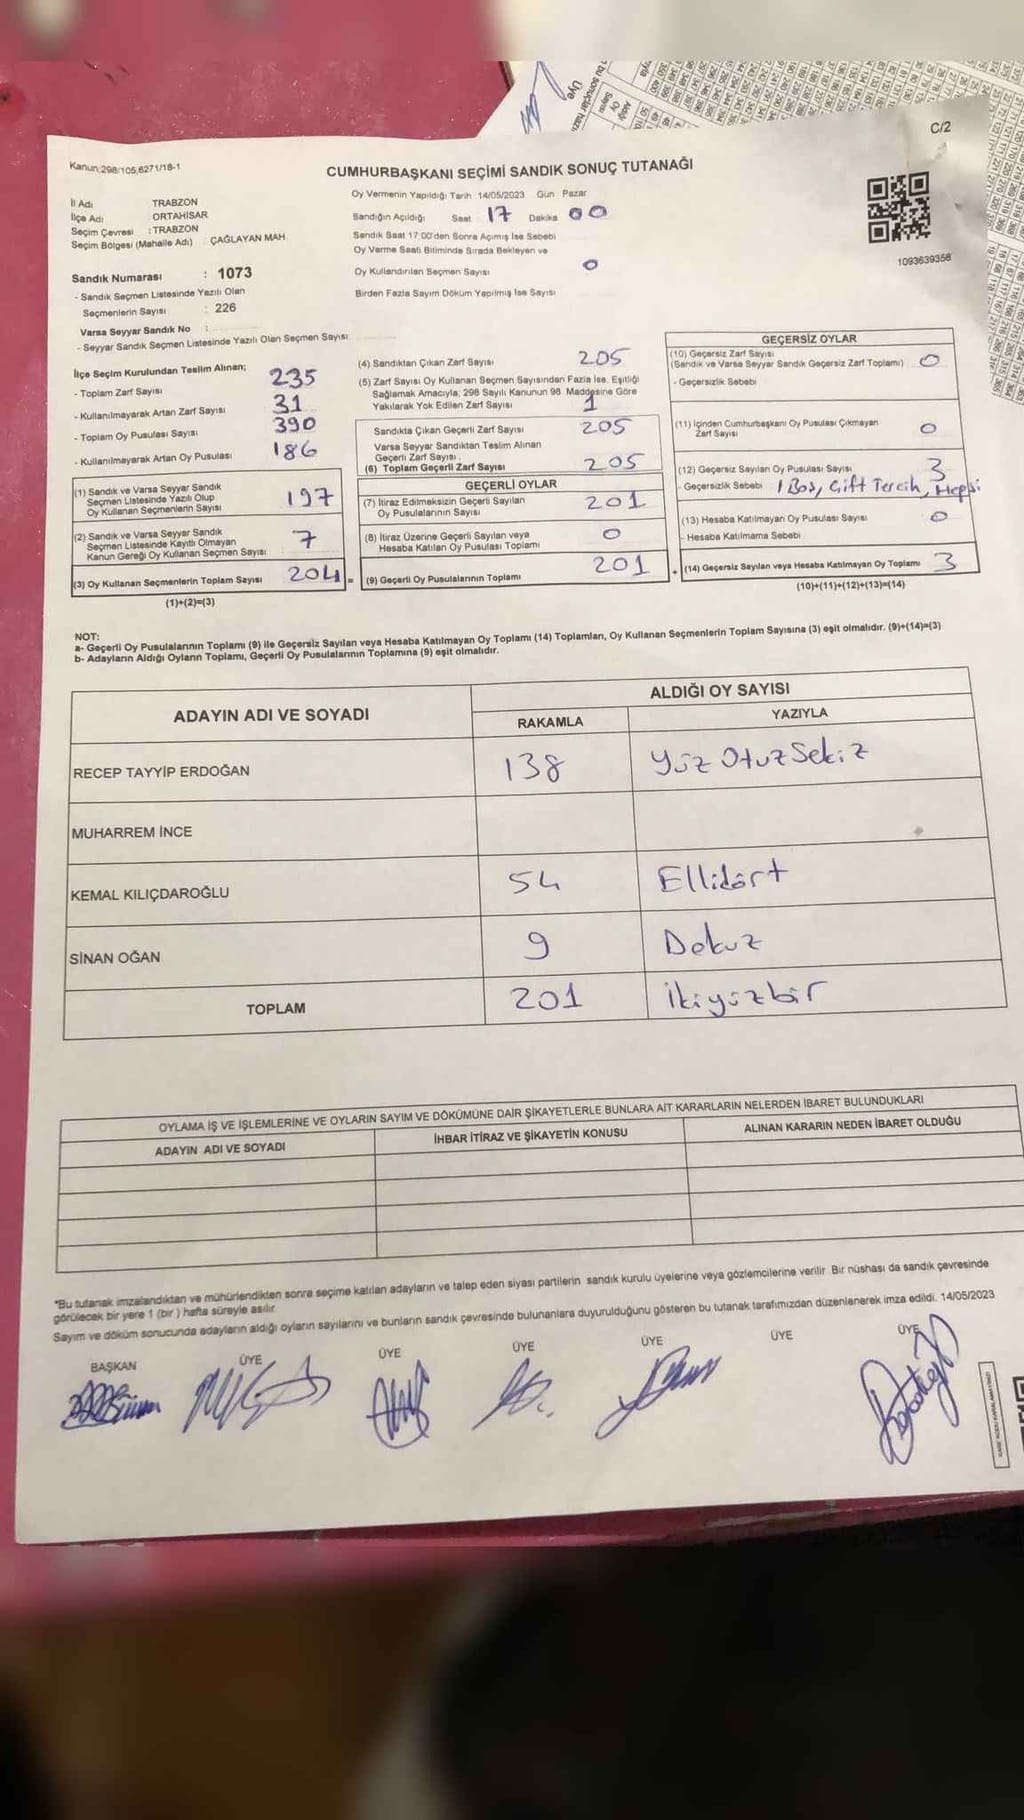 C/2
Kanun:298/105,6271/18-1
CUMHURBAŞKANI SEÇİMİ SANDIK SONUÇ TUTANAĞI
İl Adı TRABZON
İlçe Adı ORTAHİSAR
Seçim Çevresi : TRABZON
Seçim Bölgesi (Mahalle Adı) : ÇAĞLAYAN MAH
Sandık Numarası : 1073
- Sandık Seçmen Listesinde Yazılı Olan
Seçmenlerin Sayısı : 226
Varsa Seyyar Sandık No :
- Seyyar Sandık Seçmen Listesinde Yazılı Olan Seçmen Sayısı:
Oy Vermenin Yapıldığı Tarih 14/05/2023 Gün Pazar
Sandığın Açıldığı Saat 17 Dakika 00
Sandık Saat 17:00'den Sonra Açımış İse Sebebi
Oy Verme Saati Bitiminde Sırada Bekleyen ve
Oy Kullandırılan Seçmen Sayısı 0
Birden Fazla Sayım Döküm Yapılmış İse Sayısı
1093639358
İlçe Seçim Kurulundan Teslim Alınan;
- Toplam Zarf Sayısı 235
- Kullanılmayarak Artan Zarf Sayısı 31
- Toplam Oy Pusulası Sayısı 390
- Kullanılmayarak Artan Oy Pusulası 186
(1) Sandık ve Varsa Seyyar Sandık
Seçmen Listesinde Yazılı Olup
Oy Kullanan Seçmenlerin Sayısı 197
(2) Sandık ve Varsa Seyyar Sandık
Seçmen Listesinde Kayıtlı Olmayan
Kanun Gereği Oy Kullanan Seçmen Sayısı 7
(3) Oy Kullanan Seçmenlerin Toplam Sayısı 204 =
(1)+(2)=(3)
(4) Sandıktan Çıkan Zarf Sayısı 205
(5) Zarf Sayısı Oy Kullanan Seçmen Sayısından Fazla İse, Eşitliği
Sağlamak Amacıyla; 298 Sayılı Kanunun 98. Maddesine Göre
Yakılarak Yok Edilen Zarf Sayısı 1
Sandıkta Çıkan Geçerli Zarf Sayısı 205
Varsa Seyyar Sandıktan Teslim Alınan
Geçerli Zarf Sayısı :
(6) Toplam Geçerli Zarf Sayısı 205
GEÇERLİ OYLAR
(7) İtiraz Edilmeksizin Geçerli Sayılan
Oy Pusulalarının Sayısı 201
(8) İtiraz Üzerine Geçerli Sayılan veya
Hesaba Katılan Oy Pusulası Toplamı 0
(9) Geçerli Oy Pusulalarının Toplamı 201 +
GEÇERSİZ OYLAR
(10) Geçersiz Zarf Sayısı
(Sandık ve Varsa Seyyar Sandık Geçersiz Zarf Toplamı) 0
- Geçersizlik Sebebi
(11) İçinden Cumhurbaşkanı Oy Pusulası Çıkmayan
Zarf Sayısı 0
(12) Geçersiz Sayılan Oy Pusulası Sayısı 3
- Geçersizlik Sebebi 1 Boş, Çift Tercih, Hepsi
(13) Hesaba Katılmayan Oy Pusulası Sayısı 0
- Hesaba Katılmama Sebebi
(14) Geçersiz Sayılan veya Hesaba Katılmayan Oy Toplamı 3
(10)+(11)+(12)+(13)=(14)
NOT:
a- Geçerli Oy Pusulalarının Toplamı (9) ile Geçersiz Sayılan veya Hesaba Katılmayan Oy Toplamı (14) Toplamları, Oy Kullanan Seçmenlerin Toplam Sayısına (3) eşit olmalıdır. (9)+(14)=(3)
b- Adayların Aldığı Oyların Toplamı, Geçerli Oy Pusulalarının Toplamına (9) eşit olmalıdır.
ADAYIN ADI VE SOYADI
ALDIĞI OY SAYISI
RAKAMLA YAZIYLA
RECEP TAYYİP ERDOĞAN 138 Yüz Otuz Sekiz
MUHARREM İNCE
KEMAL KILIÇDAROĞLU 54 Ellidört
SİNAN OĞAN 9 Dokuz
TOPLAM 201 İkiyüzbir
OYLAMA İŞ VE İŞLEMLERİNE VE OYLARIN SAYIM VE DÖKÜMÜNE DAİR ŞİKAYETLERLE BUNLARA AİT KARARLARIN NELERDEN İBARET BULUNDUKLARI
ADAYIN ADI VE SOYADI İHBAR İTİRAZ VE ŞİKAYETİN KONUSU ALINAN KARARIN NEDEN İBARET OLDUĞU
*Bu tutanak imzalandıktan ve mühürlendikten sonra seçime katılan adayların ve talep eden siyasi partilerin sandık kurulu üyelerine veya gözlemcilerine verilir. Bir nüshası da sandık çevresinde
görülecek bir yere 1 (bir ) hafta süreyle asılır.
Sayım ve döküm sonucunda adayların aldığı oyların sayılarını ve bunların sandık çevresinde bulunanlara duyurulduğunu gösteren bu tutanak tarafımızdan düzenlenerek imza edildi. 14/05/2023
BAŞKAN ÜYE ÜYE ÜYE ÜYE ÜYE ÜYE